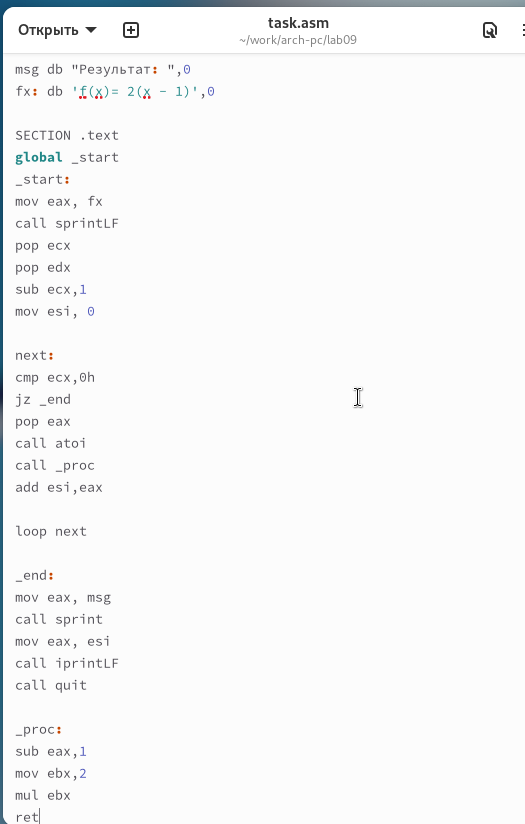 Открыть
task.asm
~/work/arch-pc/lab09
msg db "Результат: ",0
fx: db 'f(x)= 2(x - 1)',0
SECTION .text
global _start
_start:
mov eax, fx
call sprintLF
pop ecx
pop edx
sub ecx,1
mov esi, 0
next:
cmp ecx,0h
jz _end
pop eax
call atoi
call _proc
add esi,eax
loop next
_end:
mov eax, msg
call sprint
mov eax, esi
call iprintLF
call quit
_proc:
sub eax,1
mov ebx,2
mul ebx
ret